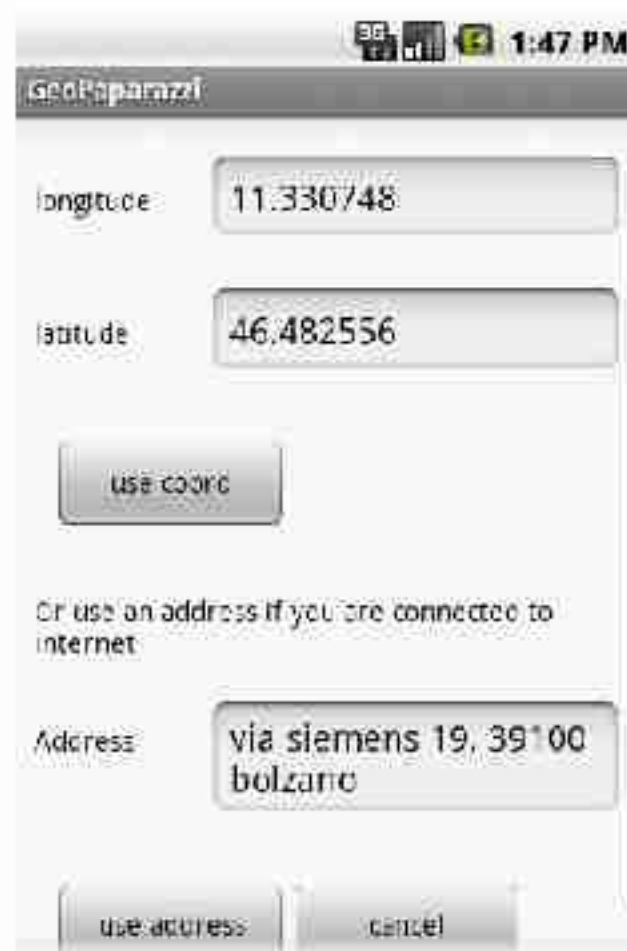 3G
1:47 PM
GeoPaparazzi
longitude
11.330748
latitude
46.482556
use coord
Or use an address if you are connected to
internet
Address
via siemens 19, 39100
bolzano
use address
cancel